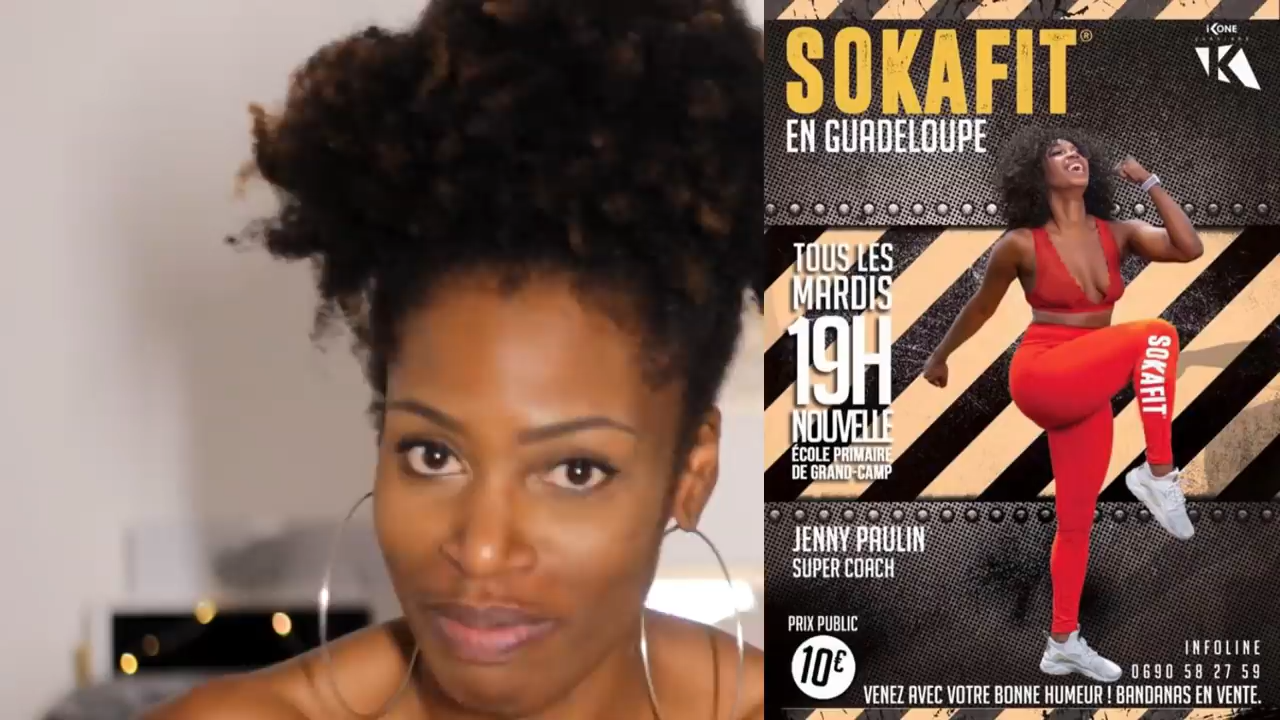 SOKAFIT®
EN GUADELOUPE
iKONE
TOUS LES
MARDIS
19H
NOUVELLE
ÉCOLE PRIMAIRE
DE GRAND-CAMP
SOKAFIT
JENNY PAULIN
SUPER COACH
PRIX PUBLIC
10€
INFOLINE
0690 58 27 59
VENEZ AVEC VOTRE BONNE HUMEUR ! BANDANAS EN VENTE.